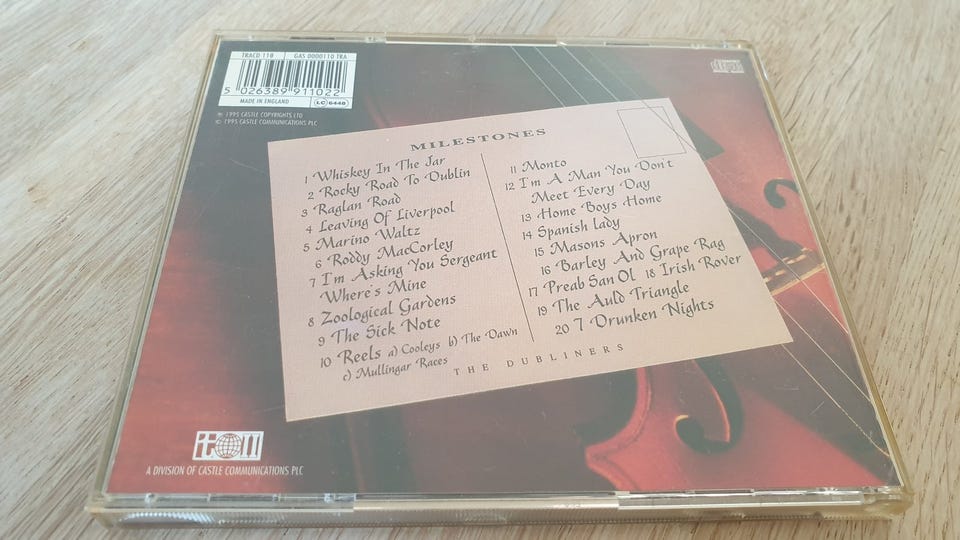 TRACD 110 GAS 0000110 TRA
5 026389 911022
MADE IN ENGLAND LC 6448
℗ 1995 CASTLE COPYRIGHTS LTD
© 1995 CASTLE COMMUNICATIONS PLC
MILESTONES
1 Whiskey In The Jar
2 Rocky Road To Dublin
3 Raglan Road
4 Leaving Of Liverpool
5 Marino Waltz
6 Roddy MacCorley
7 I'm Asking You Sergeant
Where's Mine
8 Zoological Gardens
9 The Sick Note
10 Reels a) Cooleys b) The Dawn
c) Mullingar Races
11 Monto
12 I'm A Man You Don't
Meet Every Day
13 Home Boys Home
14 Spanish lady
15 Masons Apron
16 Barley And Grape Rag
17 Preab San Ol 18 Irish Rover
19 The Auld Triangle
20 7 Drunken Nights
THE DUBLINERS
A DIVISION OF CASTLE COMMUNICATIONS PLC